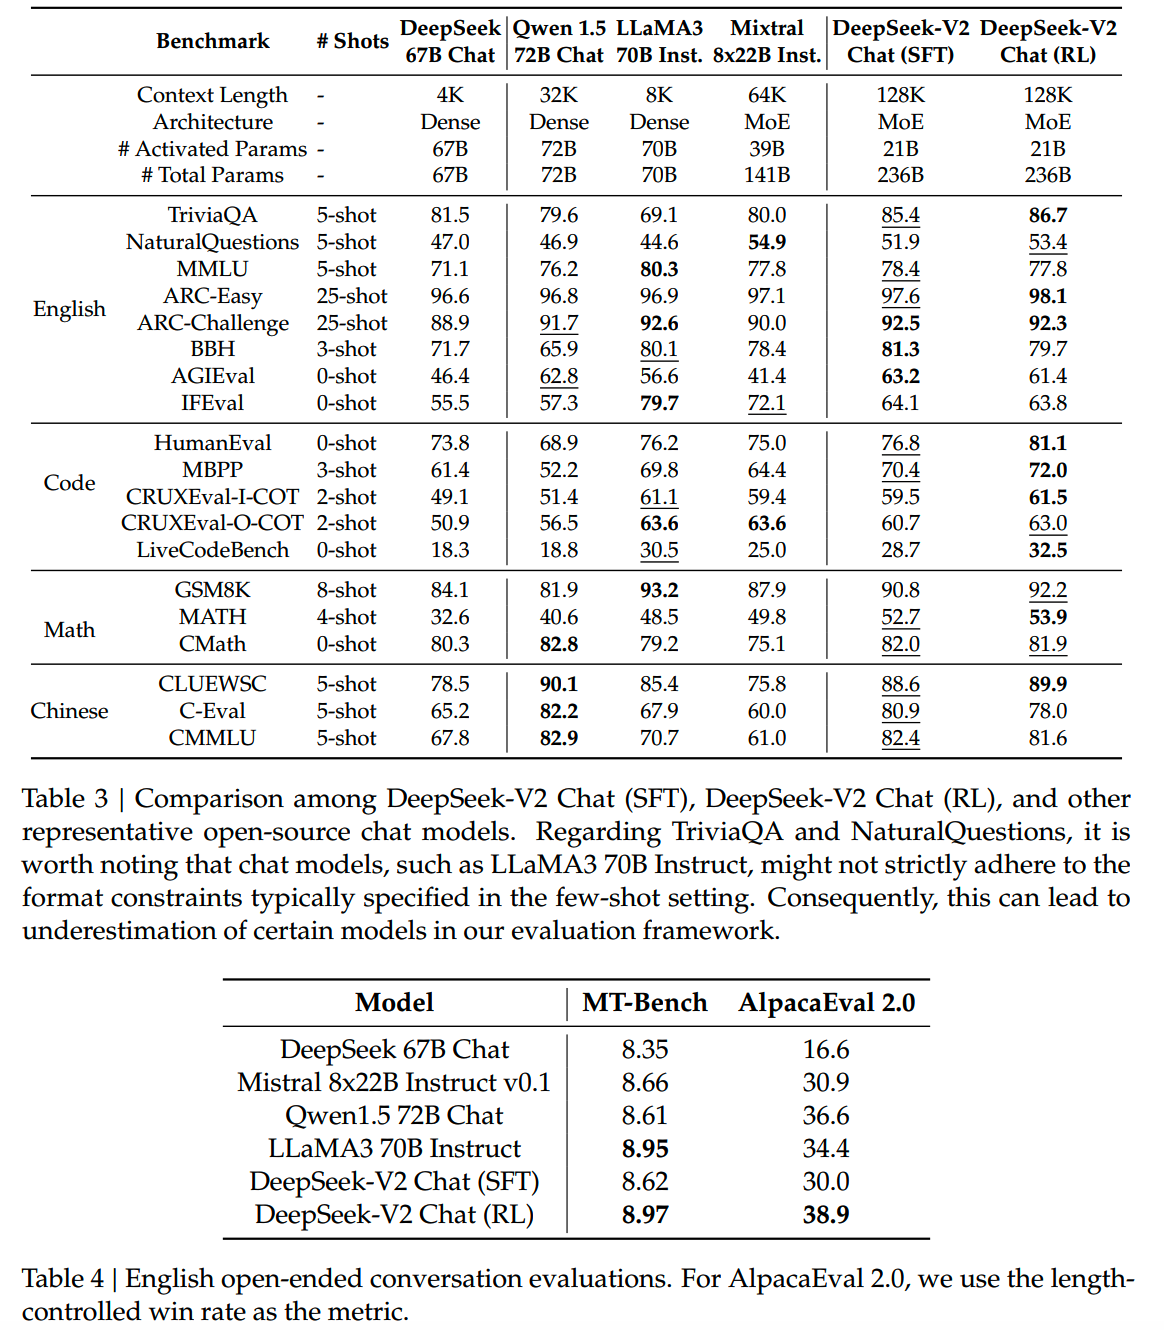 Benchmark # Shots DeepSeek 67B Chat Qwen 1.5 72B Chat LLaMA3 70B Inst. Mixtral 8x22B Inst. DeepSeek-V2 Chat (SFT) DeepSeek-V2 Chat (RL)
Context Length - 4K 32K 8K 64K 128K 128K
Architecture - Dense Dense Dense MoE MoE MoE
# Activated Params - 67B 72B 70B 39B 21B 21B
# Total Params - 67B 72B 70B 141B 236B 236B
English
TriviaQA 5-shot 81.5 79.6 69.1 80.0 85.4 86.7
NaturalQuestions 5-shot 47.0 46.9 44.6 54.9 51.9 53.4
MMLU 5-shot 71.1 76.2 80.3 77.8 78.4 77.8
ARC-Easy 25-shot 96.6 96.8 96.9 97.1 97.6 98.1
ARC-Challenge 25-shot 88.9 91.7 92.6 90.0 92.5 92.3
BBH 3-shot 71.7 65.9 80.1 78.4 81.3 79.7
AGIEval 0-shot 46.4 62.8 56.6 41.4 63.2 61.4
IFEval 0-shot 55.5 57.3 79.7 72.1 64.1 63.8
Code
HumanEval 0-shot 73.8 68.9 76.2 75.0 76.8 81.1
MBPP 3-shot 61.4 52.2 69.8 64.4 70.4 72.0
CRUXEval-I-COT 2-shot 49.1 51.4 61.1 59.4 59.5 61.5
CRUXEval-O-COT 2-shot 50.9 56.5 63.6 63.6 60.7 63.0
LiveCodeBench 0-shot 18.3 18.8 30.5 25.0 28.7 32.5
Math
GSM8K 8-shot 84.1 81.9 93.2 87.9 90.8 92.2
MATH 4-shot 32.6 40.6 48.5 49.8 52.7 53.9
CMath 0-shot 80.3 82.8 79.2 75.1 82.0 81.9
Chinese
CLUEWSC 5-shot 78.5 90.1 85.4 75.8 88.6 89.9
C-Eval 5-shot 65.2 82.2 67.9 60.0 80.9 78.0
CMMLU 5-shot 67.8 82.9 70.7 61.0 82.4 81.6
Table 3 | Comparison among DeepSeek-V2 Chat (SFT), DeepSeek-V2 Chat (RL), and other
representative open-source chat models. Regarding TriviaQA and NaturalQuestions, it is
worth noting that chat models, such as LLaMA3 70B Instruct, might not strictly adhere to the
format constraints typically specified in the few-shot setting. Consequently, this can lead to
underestimation of certain models in our evaluation framework.
Model MT-Bench AlpacaEval 2.0
DeepSeek 67B Chat 8.35 16.6
Mistral 8x22B Instruct v0.1 8.66 30.9
Qwen1.5 72B Chat 8.61 36.6
LLaMA3 70B Instruct 8.95 34.4
DeepSeek-V2 Chat (SFT) 8.62 30.0
DeepSeek-V2 Chat (RL) 8.97 38.9
Table 4 | English open-ended conversation evaluations. For AlpacaEval 2.0, we use the length-
controlled win rate as the metric.